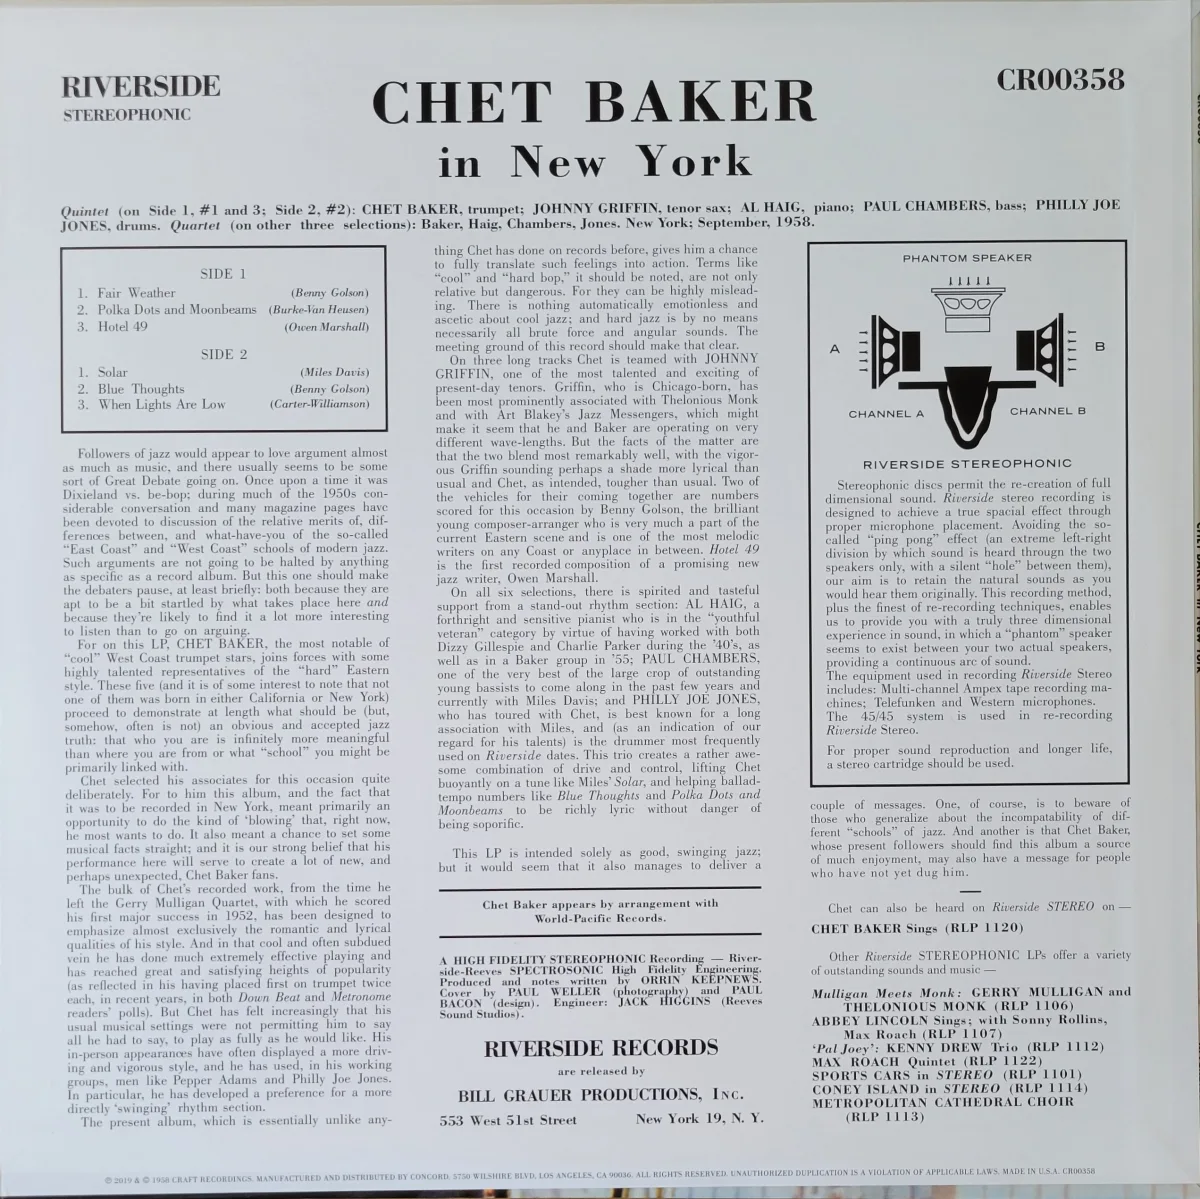 RIVERSIDE
STEREOPHONIC
CHET BAKER
in New York
CR00358
Quintet (on Side 1, #1 and 3; Side 2, #2): CHET BAKER, trumpet; JOHNNY GRIFFIN, tenor sax; AL HAIG, piano; PAUL CHAMBERS, bass; PHILLY JOE
JONES, drums. Quartet (on other three selections): Baker, Haig, Chambers, Jones. New York; September, 1958.
SIDE 1
1. Fair Weather (Benny Golson)
2. Polka Dots and Moonbeams (Burke-Van Heusen)
3. Hotel 49 (Owen Marshall)
SIDE 2
1. Solar (Miles Davis)
2. Blue Thoughts (Benny Golson)
3. When Lights Are Low (Carter-Williamson)
Followers of jazz would appear to love argument almost
as much as music, and there usually seems to be some
sort of Great Debate going on. Once upon a time it was
Dixieland vs. be-bop; during much of the 1950s con-
siderable conversation and many magazine pages have
been devoted to discussion of the relative merits of, dif-
ferences between, and what-have-you of the so-called
“East Coast” and “West Coast” schools of modern jazz.
Such arguments are not going to be halted by anything
as specific as a record album. But this one should make
the debaters pause, at least briefly: both because they are
apt to be a bit startled by what takes place here and
because they're likely to find it a lot more interesting
to listen than to go on arguing.
For on this LP, CHET BAKER, the most notable of
“cool” West Coast trumpet stars, joins forces with some
highly talented representatives of the “hard” Eastern
style. These five (and it is of some interest to note that not
one of them was born in either California or New York)
proceed to demonstrate at length what should be (but,
somehow, often is not) an obvious and accepted jazz
truth: that who you are is infinitely more meaningful
than where you are from or what “school” you might be
primarily linked with.
Chet selected his associates for this occasion quite
deliberately. For to him this album, and the fact that
it was to be recorded in New York, meant primarily an
opportunity to do the kind of ‘blowing’ that, right now,
he most wants to do. It also meant a chance to set some
musical facts straight; and it is our strong belief that his
performance here will serve to create a lot of new, and
perhaps unexpected, Chet Baker fans.
The bulk of Chet's recorded work, from the time he
left the Gerry Mulligan Quartet, with which he scored
his first major success in 1952, has been designed to
emphasize almost exclusively the romantic and lyrical
qualities of his style. And in that cool and often subdued
vein he has done much extremely effective playing and
has reached great and satisfying heights of popularity
(as reflected in his having placed first on trumpet twice
each, in recent years, in both Down Beat and Metronome
readers' polls). But Chet has felt increasingly that his
usual musical settings were not permitting him to say
all he had to say, to play as fully as he would like. His
in-person appearances have often displayed a more driv-
ing and vigorous style, and he has used, in his working
groups, men like Pepper Adams and Philly Joe Jones.
In particular, he has developed a preference for a more
directly ‘swinging’ rhythm section.
The present album, which is essentially unlike any-
thing Chet has done on records before, gives him a chance
to fully translate such feelings into action. Terms like
“cool” and “hard bop,” it should be noted, are not only
relative but dangerous. For they can be highly mislead-
ing. There is nothing automatically emotionless and
ascetic about cool jazz; and hard jazz is by no means
necessarily all brute force and angular sounds. The
meeting ground of this record should make that clear.
On three long tracks Chet is teamed with JOHNNY
GRIFFIN, one of the most talented and exciting of
present-day tenors. Griffin, who is Chicago-born, has
been most prominently associated with Thelonious Monk
and with Art Blakey's Jazz Messengers, which might
make it seem that he and Baker are operating on very
different wave-lengths. But the facts of the matter are
that the two blend most remarkably well, with the vigor-
ous Griffin sounding perhaps a shade more lyrical than
usual and Chet, as intended, tougher than usual. Two of
the vehicles for their coming together are numbers
scored for this occasion by Benny Golson, the brilliant
young composer-arranger who is very much a part of the
current Eastern scene and is one of the most melodic
writers on any Coast or anyplace in between. Hotel 49
is the first recorded composition of a promising new
jazz writer, Owen Marshall.
On all six selections, there is spirited and tasteful
support from a stand-out rhythm section: AL HAIG, a
forthright and sensitive pianist who is in the “youthful
veteran” category by virtue of having worked with both
Dizzy Gillespie and Charlie Parker during the '40's, as
well as in a Baker group in '55; PAUL CHAMBERS,
one of the very best of the large crop of outstanding
young bassists to come along in the past few years and
currently with Miles Davis; and PHILLY JOE JONES,
who has toured with Chet, is best known for a long
association with Miles, and (as an indication of our
regard for his talents) is the drummer most frequently
used on Riverside dates. This trio creates a rather awe-
some combination of drive and control, lifting Chet
buoyantly on a tune like Miles' Solar, and helping ballad-
tempo numbers like Blue Thoughts and Polka Dots and
Moonbeams to be richly lyric without danger of
being soporific.
This LP is intended solely as good, swinging jazz;
but it would seem that it also manages to deliver a
Chet Baker appears by arrangement with
World-Pacific Records.
A HIGH FIDELITY STEREOPHONIC Recording — River-
side-Reeves SPECTROSONIC High Fidelity Engineering.
Produced and notes written by ORRIN KEEPNEWS.
Cover by PAUL WELLER (photography) and PAUL
BACON (design). Engineer: JACK HIGGINS (Reeves
Sound Studios).
RIVERSIDE RECORDS
are released by
BILL GRAUER PRODUCTIONS, INC.
553 West 51st Street New York 19, N. Y.
PHANTOM SPEAKER
A
B
CHANNEL A
CHANNEL B
RIVERSIDE STEREOPHONIC
Stereophonic discs permit the re-creation of full
dimensional sound. Riverside stereo recording is
designed to achieve a true spacial effect through
proper microphone placement. Avoiding the so-
called “ping pong” effect (an extreme left-right
division by which sound is heard througn the two
speakers only, with a silent “hole” between them),
our aim is to retain the natural sounds as you
would hear them originally. This recording method,
plus the finest of re-recording techniques, enables
us to provide you with a truly three dimensional
experience in sound, in which a “phantom” speaker
seems to exist between your two actual speakers,
providing a continuous arc of sound.
The equipment used in recording Riverside Stereo
includes: Multi-channel Ampex tape recording ma-
chines; Telefunken and Western microphones.
The 45/45 system is used in re-recording
Riverside Stereo.
For proper sound reproduction and longer life,
a stereo cartridge should be used.
couple of messages. One, of course, is to beware of
those who generalize about the incompatability of dif-
ferent “schools” of jazz. And another is that Chet Baker,
whose present followers should find this album a source
of much enjoyment, may also have a message for people
who have not yet dug him.
Chet can also be heard on Riverside STEREO on —
CHET BAKER Sings (RLP 1120)
Other Riverside STEREOPHONIC LPs offer a variety
of outstanding sounds and music —
Mulligan Meets Monk: GERRY MULLIGAN and
THELONIOUS MONK (RLP 1106)
ABBEY LINCOLN Sings; with Sonny Rollins,
Max Roach (RLP 1107)
‘Pal Joey’: KENNY DREW Trio (RLP 1112)
MAX ROACH Quintet (RLP 1122)
SPORTS CARS in STEREO (RLP 1101)
CONEY ISLAND in STEREO (RLP 1114)
METROPOLITAN CATHEDRAL CHOIR
(RLP 1113)
℗ 2019 & © 1958 CRAFT RECORDINGS. MANUFACTURED AND DISTRIBUTED BY CONCORD, 5750 WILSHIRE BLVD, LOS ANGELES, CA 90036. ALL RIGHTS RESERVED. UNAUTHORIZED DUPLICATION IS A VIOLATION OF APPLICABLE LAWS. MADE IN U.S.A. CR00358